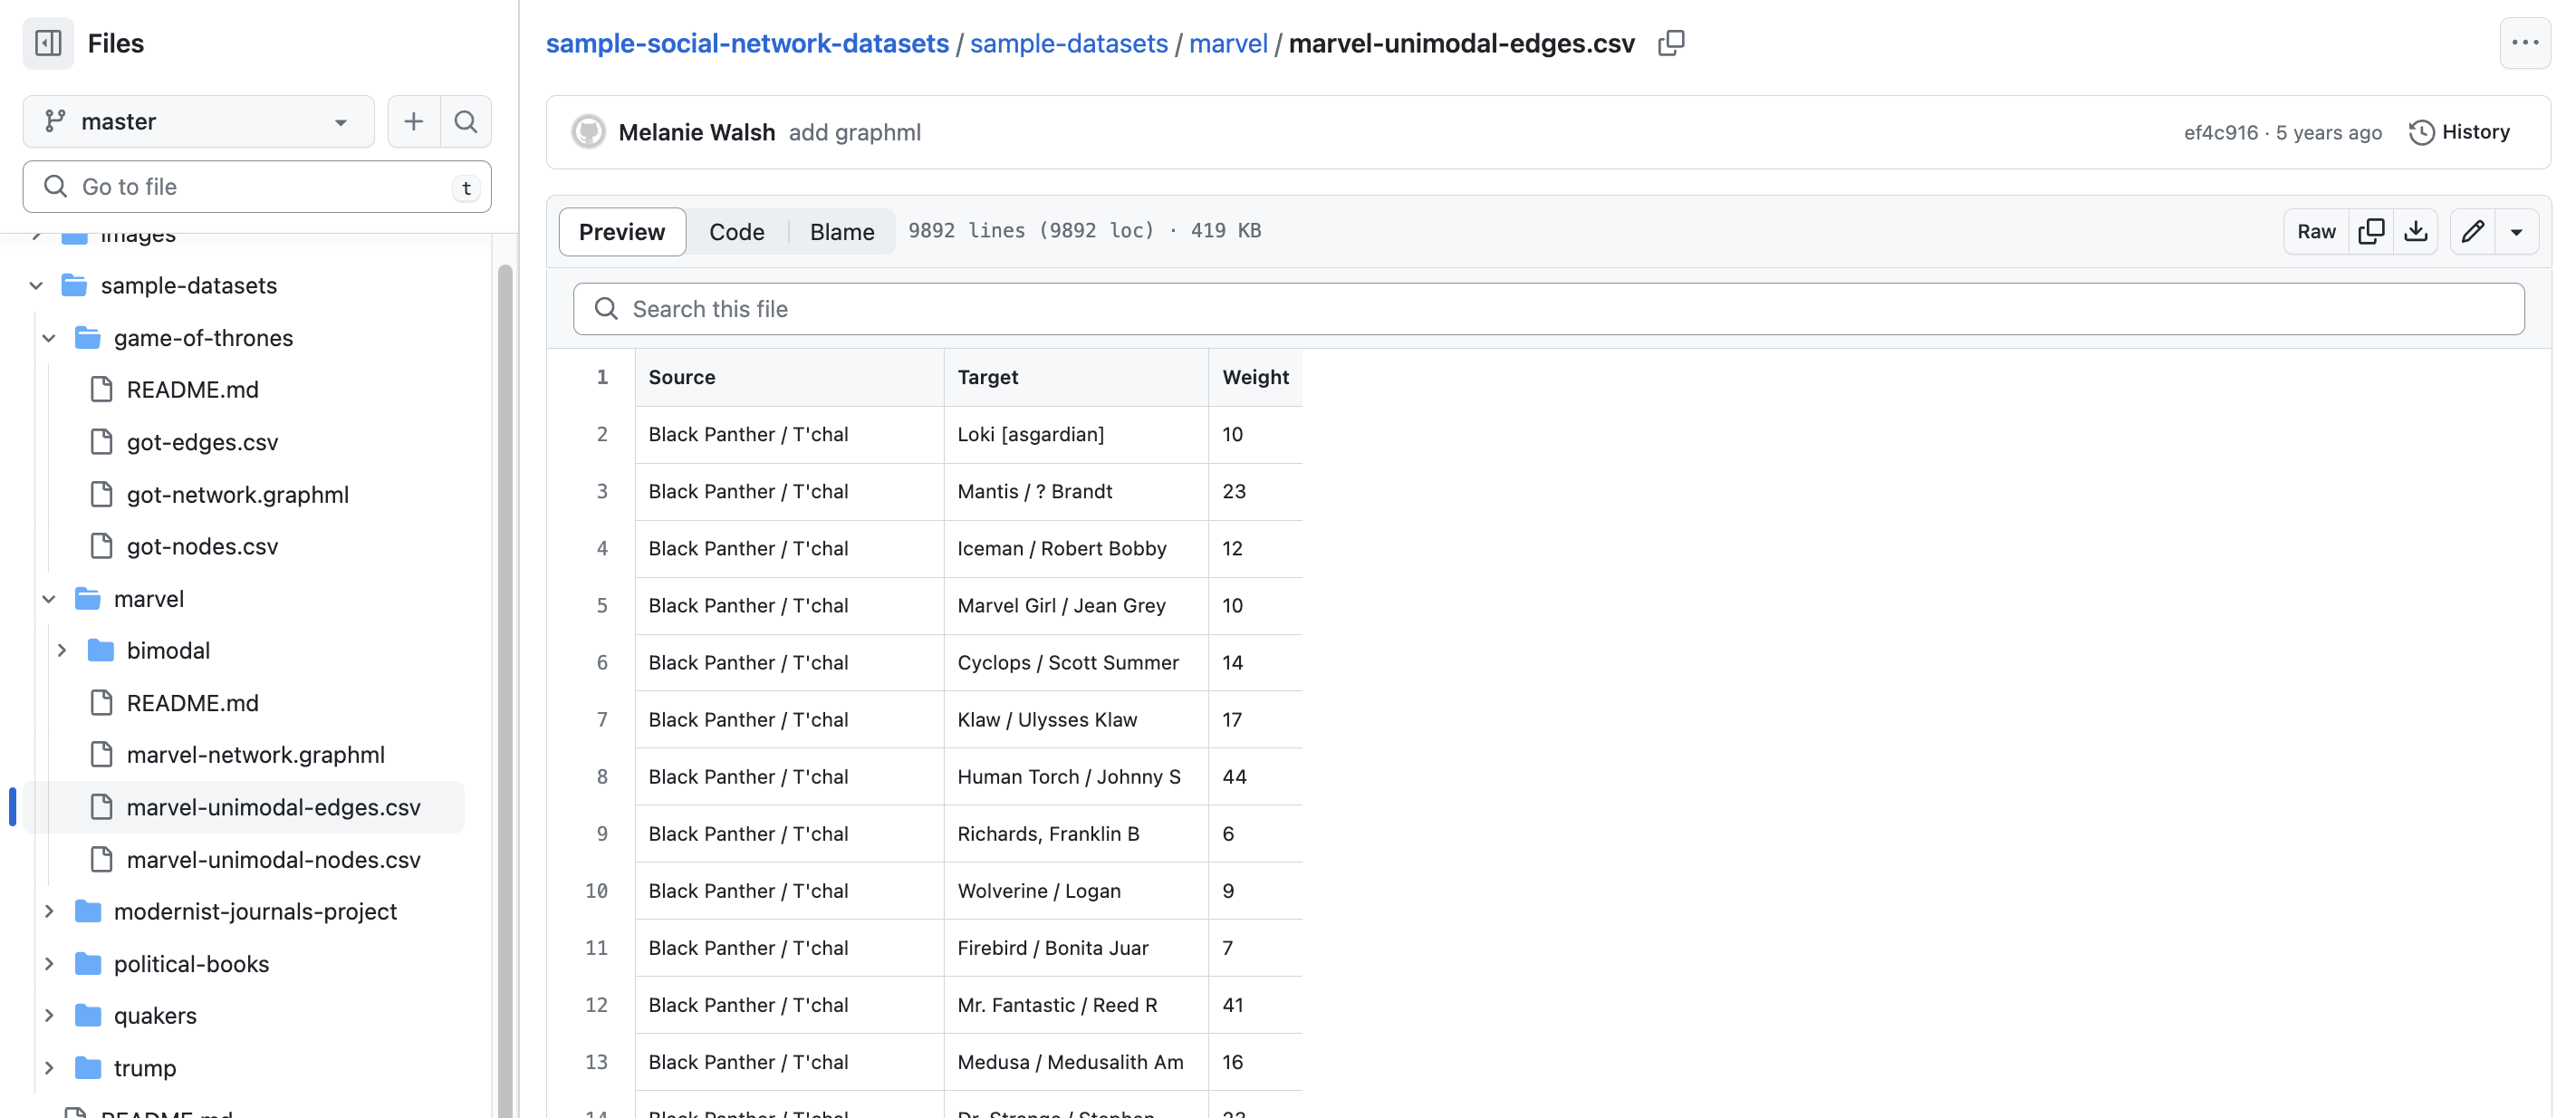 Files
master
Go to file
t
images
sample-datasets
game-of-thrones
README.md
got-edges.csv
got-network.graphml
got-nodes.csv
marvel
bimodal
README.md
marvel-network.graphml
marvel-unimodal-edges.csv
marvel-unimodal-nodes.csv
modernist-journals-project
political-books
quakers
trump
README.md
sample-social-network-datasets / sample-datasets / marvel / marvel-unimodal-edges.csv
Melanie Walsh add graphml ef4c916 · 5 years ago History
Preview Code Blame 9892 lines (9892 loc) · 419 KB Raw
Search this file
1 Source Target Weight
2 Black Panther / T'chal Loki [asgardian] 10
3 Black Panther / T'chal Mantis / ? Brandt 23
4 Black Panther / T'chal Iceman / Robert Bobby 12
5 Black Panther / T'chal Marvel Girl / Jean Grey 10
6 Black Panther / T'chal Cyclops / Scott Summer 14
7 Black Panther / T'chal Klaw / Ulysses Klaw 17
8 Black Panther / T'chal Human Torch / Johnny S 44
9 Black Panther / T'chal Richards, Franklin B 6
10 Black Panther / T'chal Wolverine / Logan 9
11 Black Panther / T'chal Firebird / Bonita Juar 7
12 Black Panther / T'chal Mr. Fantastic / Reed R 41
13 Black Panther / T'chal Medusa / Medusalith Am 16
14 Black Panther / T'chal Dr. Strange / Stephen 23